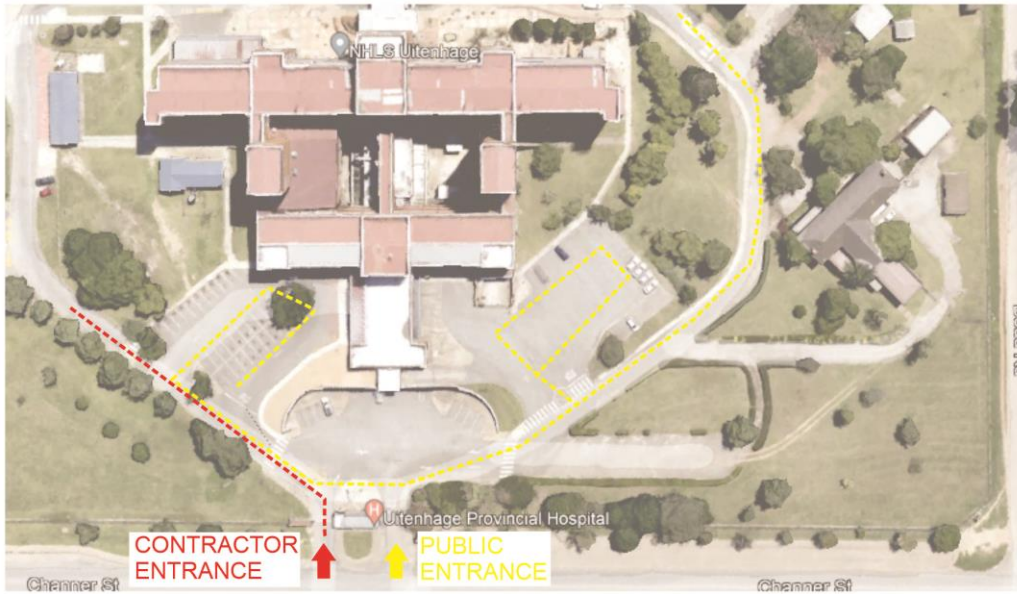 NHLS Uitenhage
Uitenhage Provincial Hospital
CONTRACTOR
ENTRANCE
PUBLIC
ENTRANCE
Channer St
Channer St